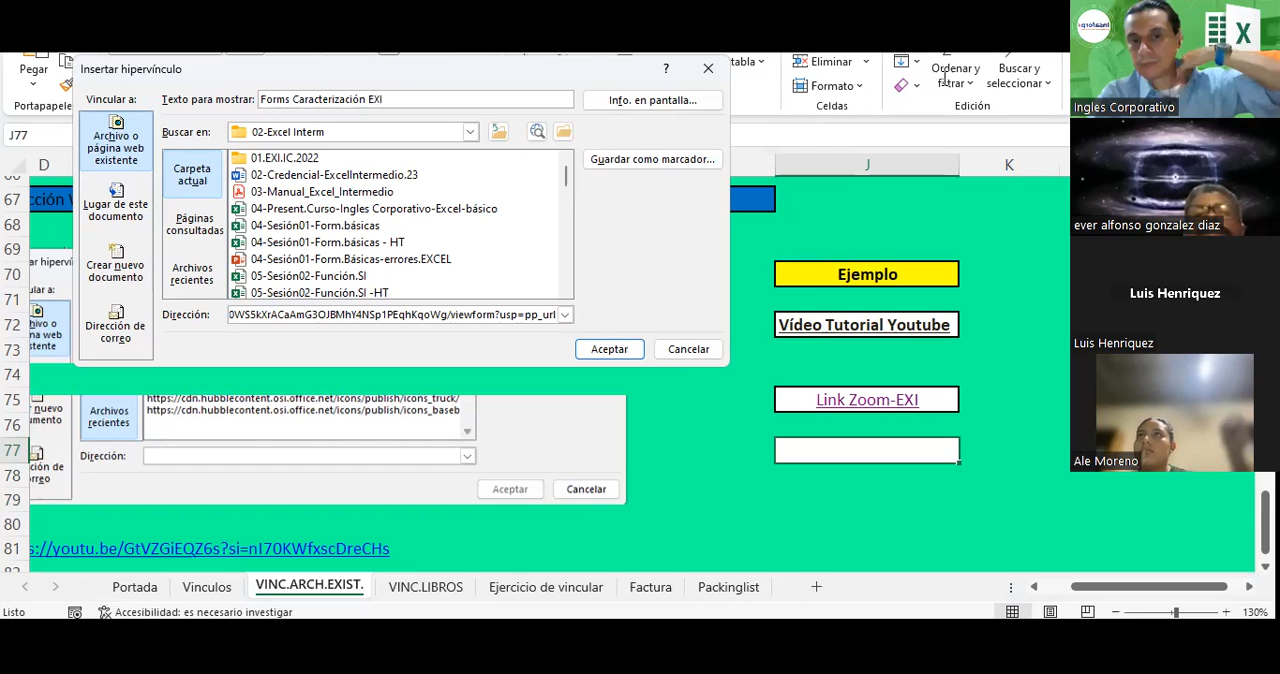 Pegar
Portapapele
Insertar hipervínculo
?
Vincular a:
Texto para mostrar:
Forms Caracterización EXI
Info. en pantalla...
Archivo o
página web
existente
Buscar en:
02-Excel Interm
Guardar como marcador...
Carpeta
actual
01.EXI.IC.2022
02-Credencial-ExcelIntermedio.23
03-Manual_Excel_Intermedio
04-Present.Curso-Ingles Corporativo-Excel-básico
04-Sesión01-Form.básicas
04-Sesión01-Form.básicas - HT
04-Sesión01-Form.Básicas-errores.EXCEL
05-Sesión02-Función.SI
05-Sesión02-Función.SI -HT
Lugar de este
documento
Páginas
consultadas
Crear nuevo
documento
Archivos
recientes
Dirección de
correo
Dirección:
0WS5kXrACaAmG3OJBMhY4NSp1PEqhKqoWg/viewform?usp=pp_url
Aceptar
Cancelar
Eliminar
Formato
Celdas
Ordenar y
filtrar
Buscar y
seleccionar
Edición
J77
D
J
K
67
68
69
70
71
72
73
74
75
76
77
78
79
80
81
Ejemplo
Vídeo Tutorial Youtube
Link Zoom-EXI
Archivos
recientes
https://cdn.hubblecontent.osi.office.net/icons/publish/icons_truck/
https://cdn.hubblecontent.osi.office.net/icons/publish/icons_baseb
Dirección:
Aceptar
Cancelar
s://youtu.be/GtVZGiEQZ6s?si=nI70KWfxscDreCHs
Portada
Vinculos
VINC.ARCH.EXIST.
VINC.LIBROS
Ejercicio de vincular
Factura
Packinglist
Listo
Accesibilidad: es necesario investigar
130%
Ingles Corporativo
ever alfonso gonzalez diaz
Luis Henriquez
Luis Henriquez
Ale Moreno